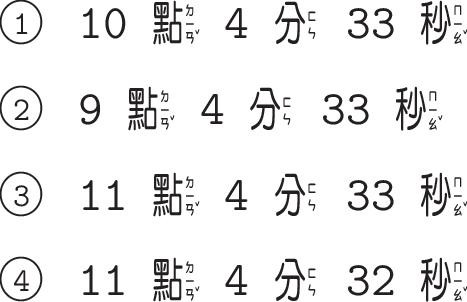 ① 10 點ㄉㄧㄢˇ 4 分ㄈㄣ 33 秒ㄇㄧㄠˇ
② 9 點ㄉㄧㄢˇ 4 分ㄈㄣ 33 秒ㄇㄧㄠˇ
③ 11 點ㄉㄧㄢˇ 4 分ㄈㄣ 33 秒ㄇㄧㄠˇ
④ 11 點ㄉㄧㄢˇ 4 分ㄈㄣ 32 秒ㄇㄧㄠˇ